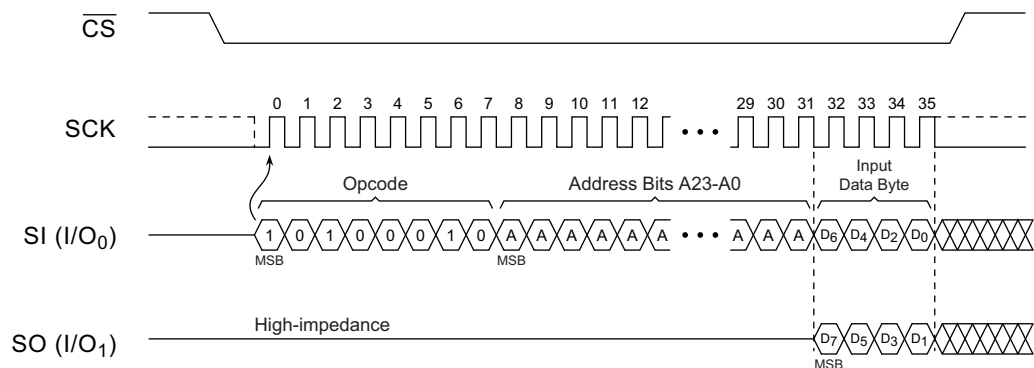 CS
0 1 2 3 4 5 6 7 8 9 10 11 12 29 30 31 32 33 34 35
SCK
Opcode Address Bits A23-A0 Input
Data Byte
SI (I/O0) 1 0 1 0 0 0 1 0 A A A A A A A A A D6 D4 D2 D0
MSB MSB
High-impedance
SO (I/O1) D7 D5 D3 D1
MSB